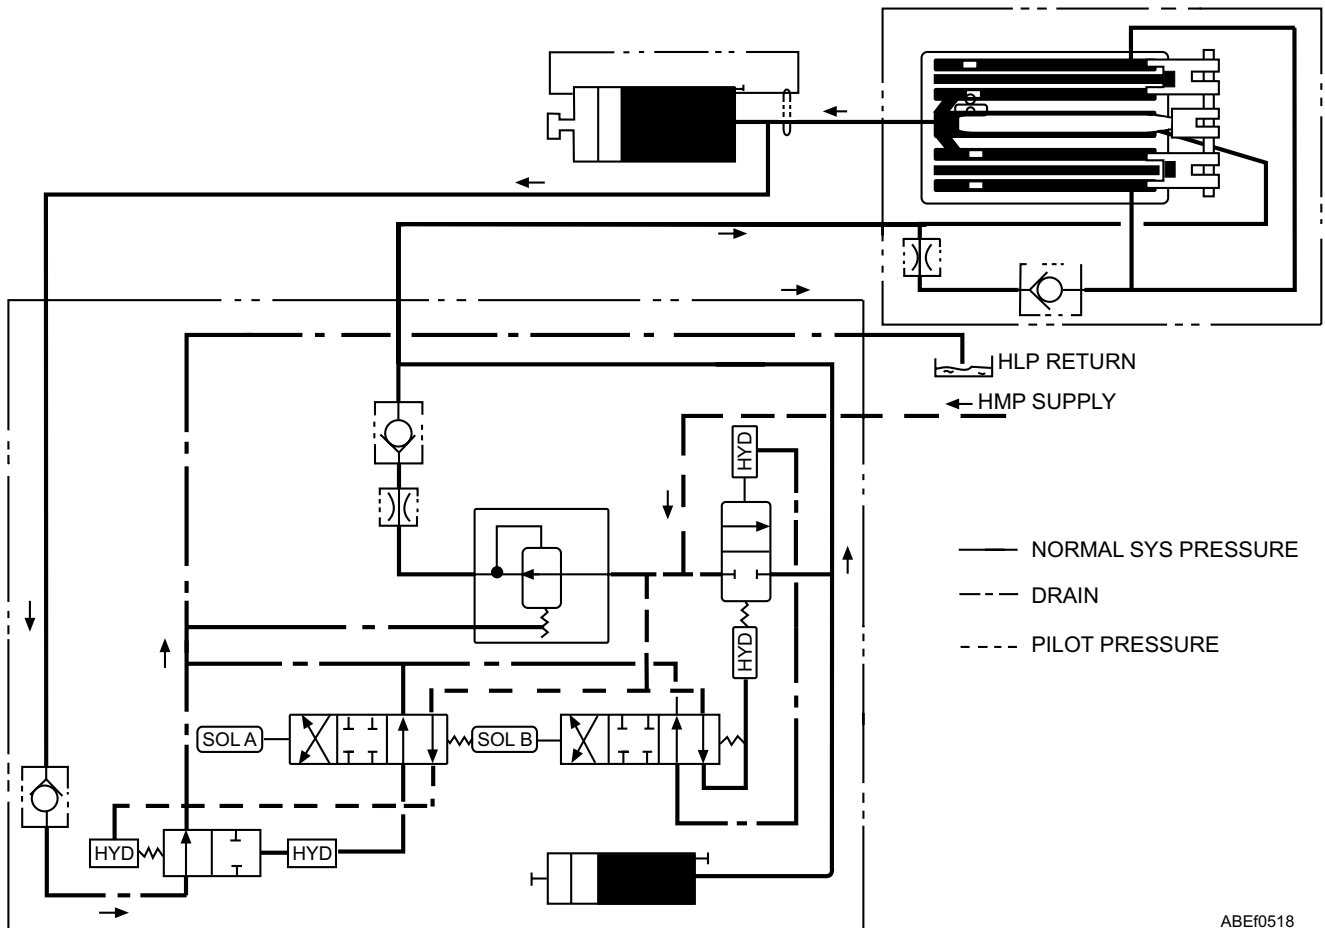 HLP RETURN
HMP SUPPLY
HYD
NORMAL SYS PRESSURE
DRAIN
HYD
PILOT PRESSURE
SOL A
SOL B
HYD
HYD
ABEf0518